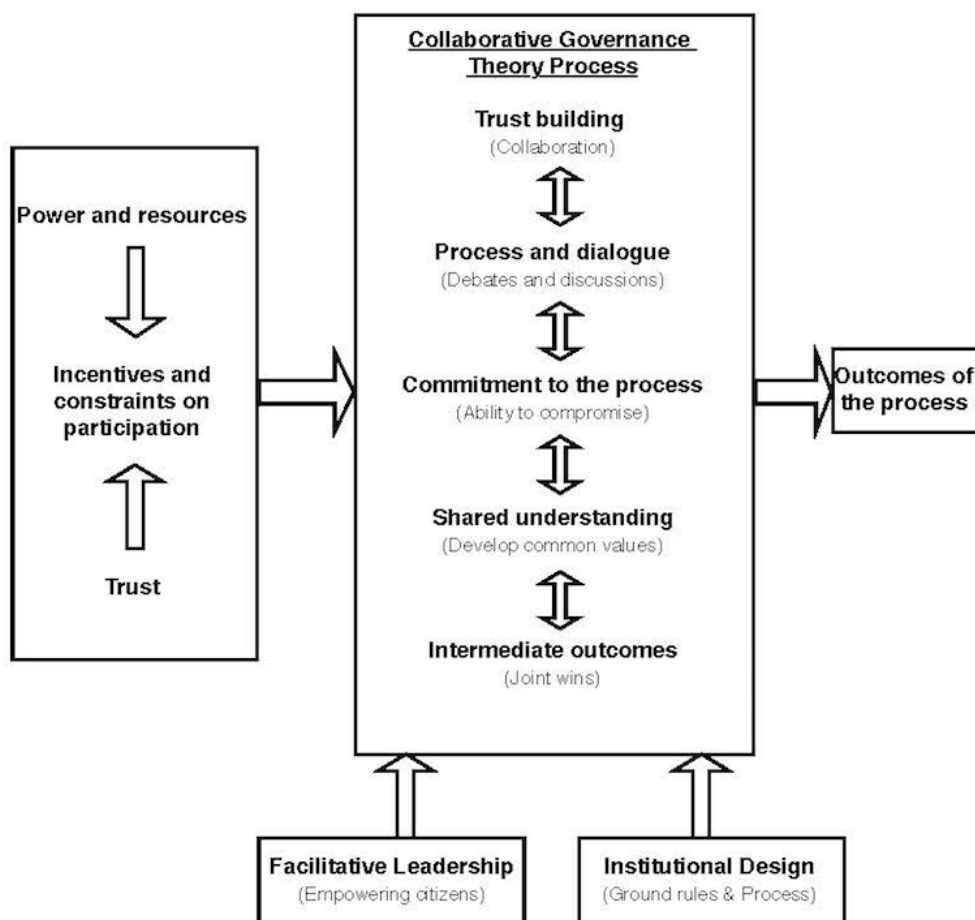 Collaborative Governance
Theory Process
Trust building
(Collaboration)
Process and dialogue
(Debates and discussions)
Commitment to the process
(Ability to compromise)
Shared understanding
(Develop common values)
Intermediate outcomes
(Joint wins)
Power and resources
Incentives and
constraints on
participation
Trust
Outcomes of
the process
Facilitative Leadership
(Empowering citizens)
Institutional Design
(Ground rules & Process)